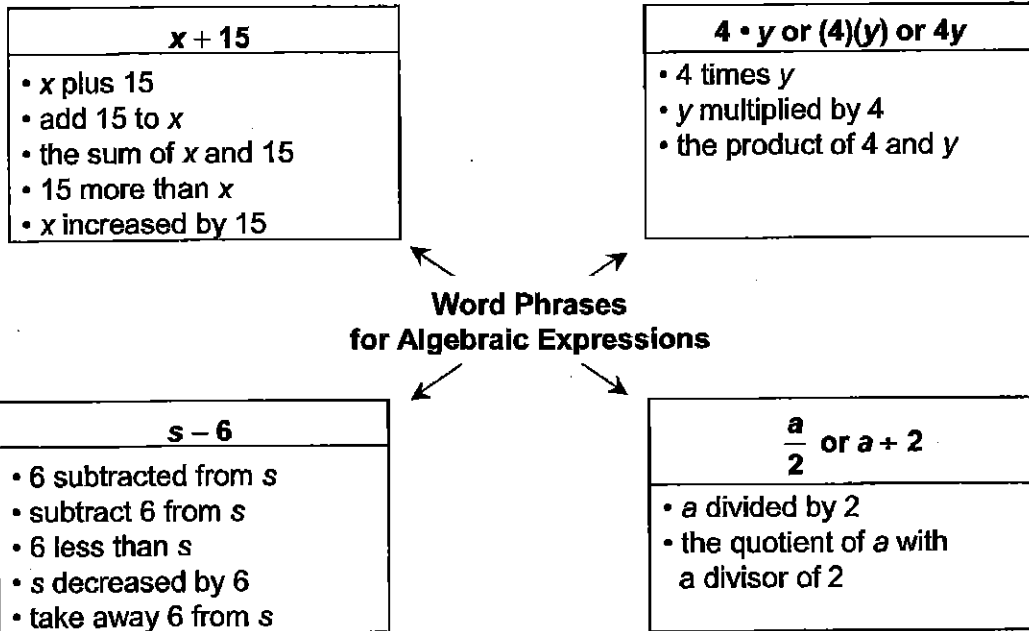 x + 15
• x plus 15
• add 15 to x
• the sum of x and 15
• 15 more than x
• x increased by 15
4 • y or (4)(y) or 4y
• 4 times y
• y multiplied by 4
• the product of 4 and y
Word Phrases
for Algebraic Expressions
s – 6
• 6 subtracted from s
• subtract 6 from s
• 6 less than s
• s decreased by 6
• take away 6 from s
a
2 or a ÷ 2
• a divided by 2
• the quotient of a with
a divisor of 2